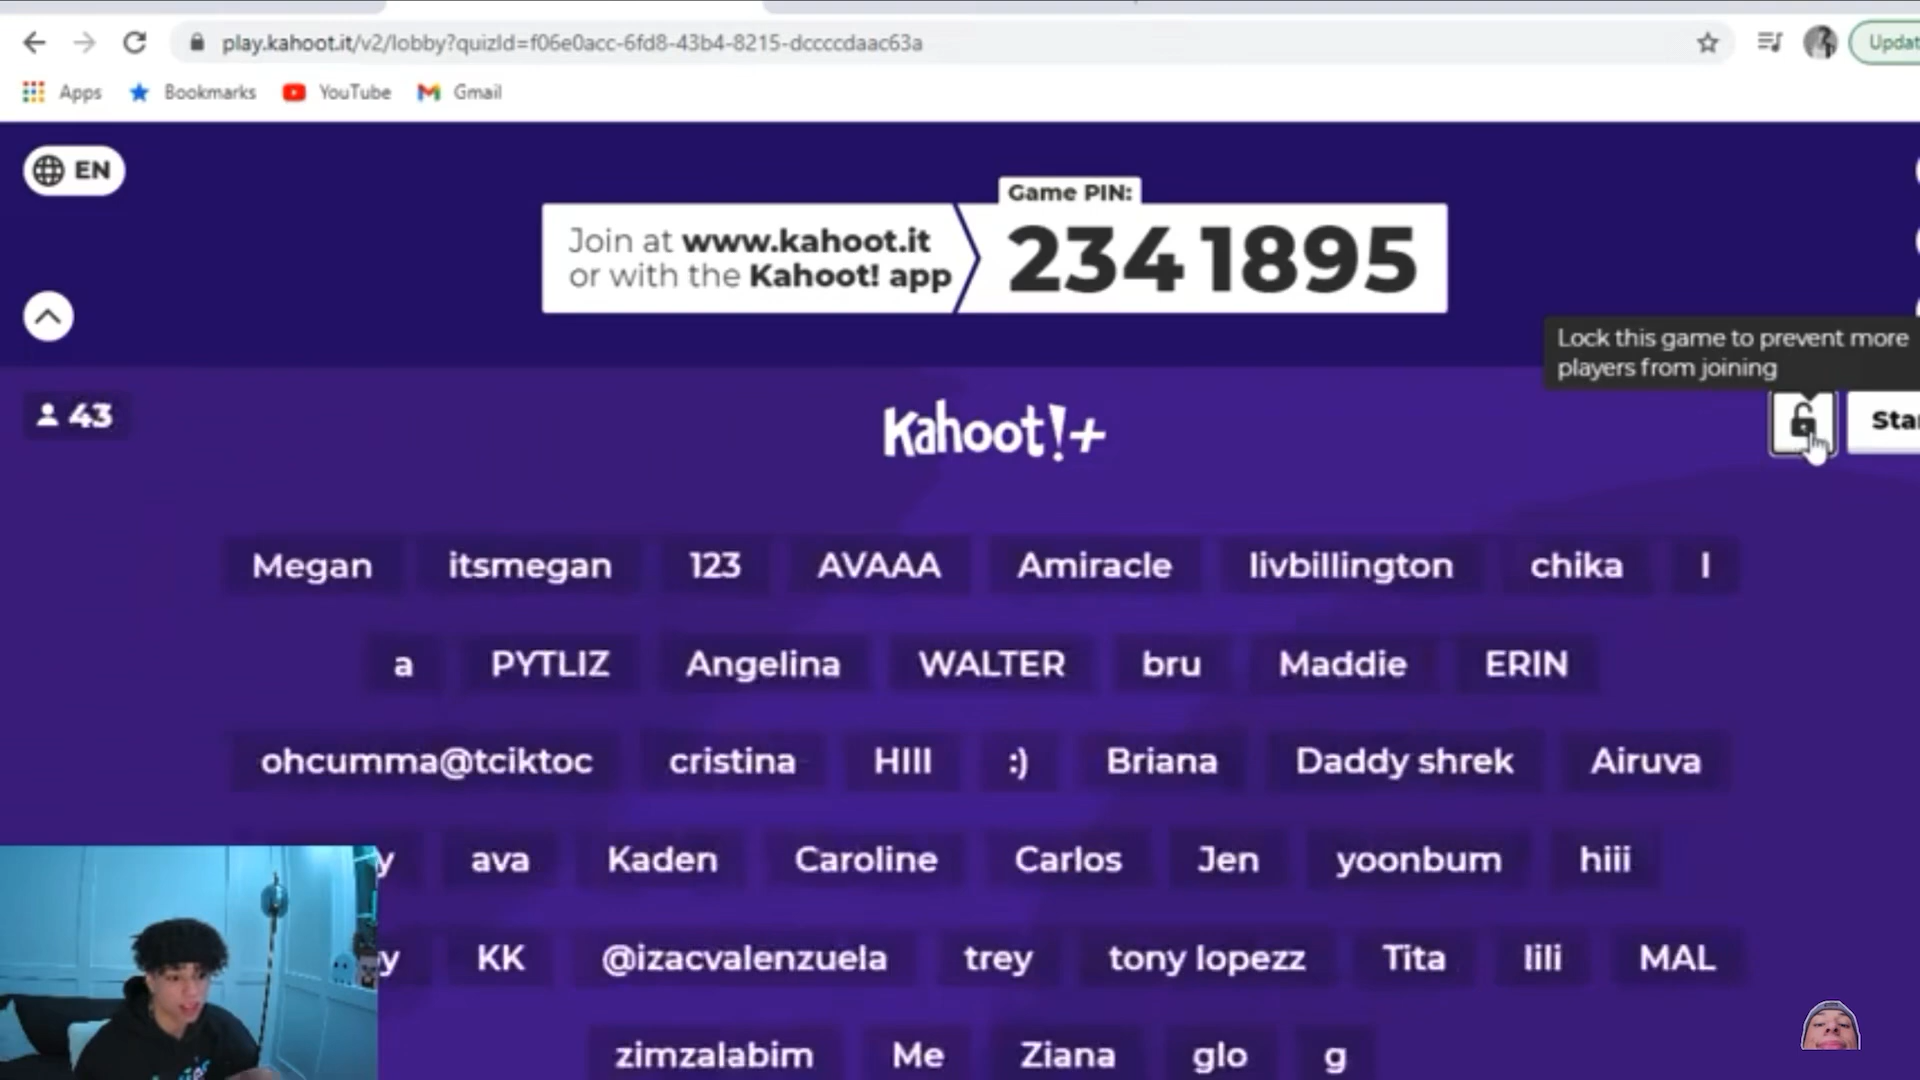 play.kahoot.it/v2/lobby?quizId=f06e0acc-6fd8-43b4-8215-dccccdaac63a
Updat
Apps Bookmarks YouTube Gmail
EN
Game PIN:
Join at www.kahoot.it
or with the Kahoot! app
234 1895
Lock this game to prevent more
players from joining
43
Kahoot!+
Star
Megan itsmegan 123 AVAAA Amiracle livbillington chika I
a PYTLIZ Angelina WALTER bru Maddie ERIN
ohcumma@tciktoc cristina HIII :) Briana Daddy shrek Airuva
y ava Kaden Caroline Carlos Jen yoonbum hiii
y KK @izacvalenzuela trey tony lopezz Tita lili MAL
zimzalabim Me Ziana glo g